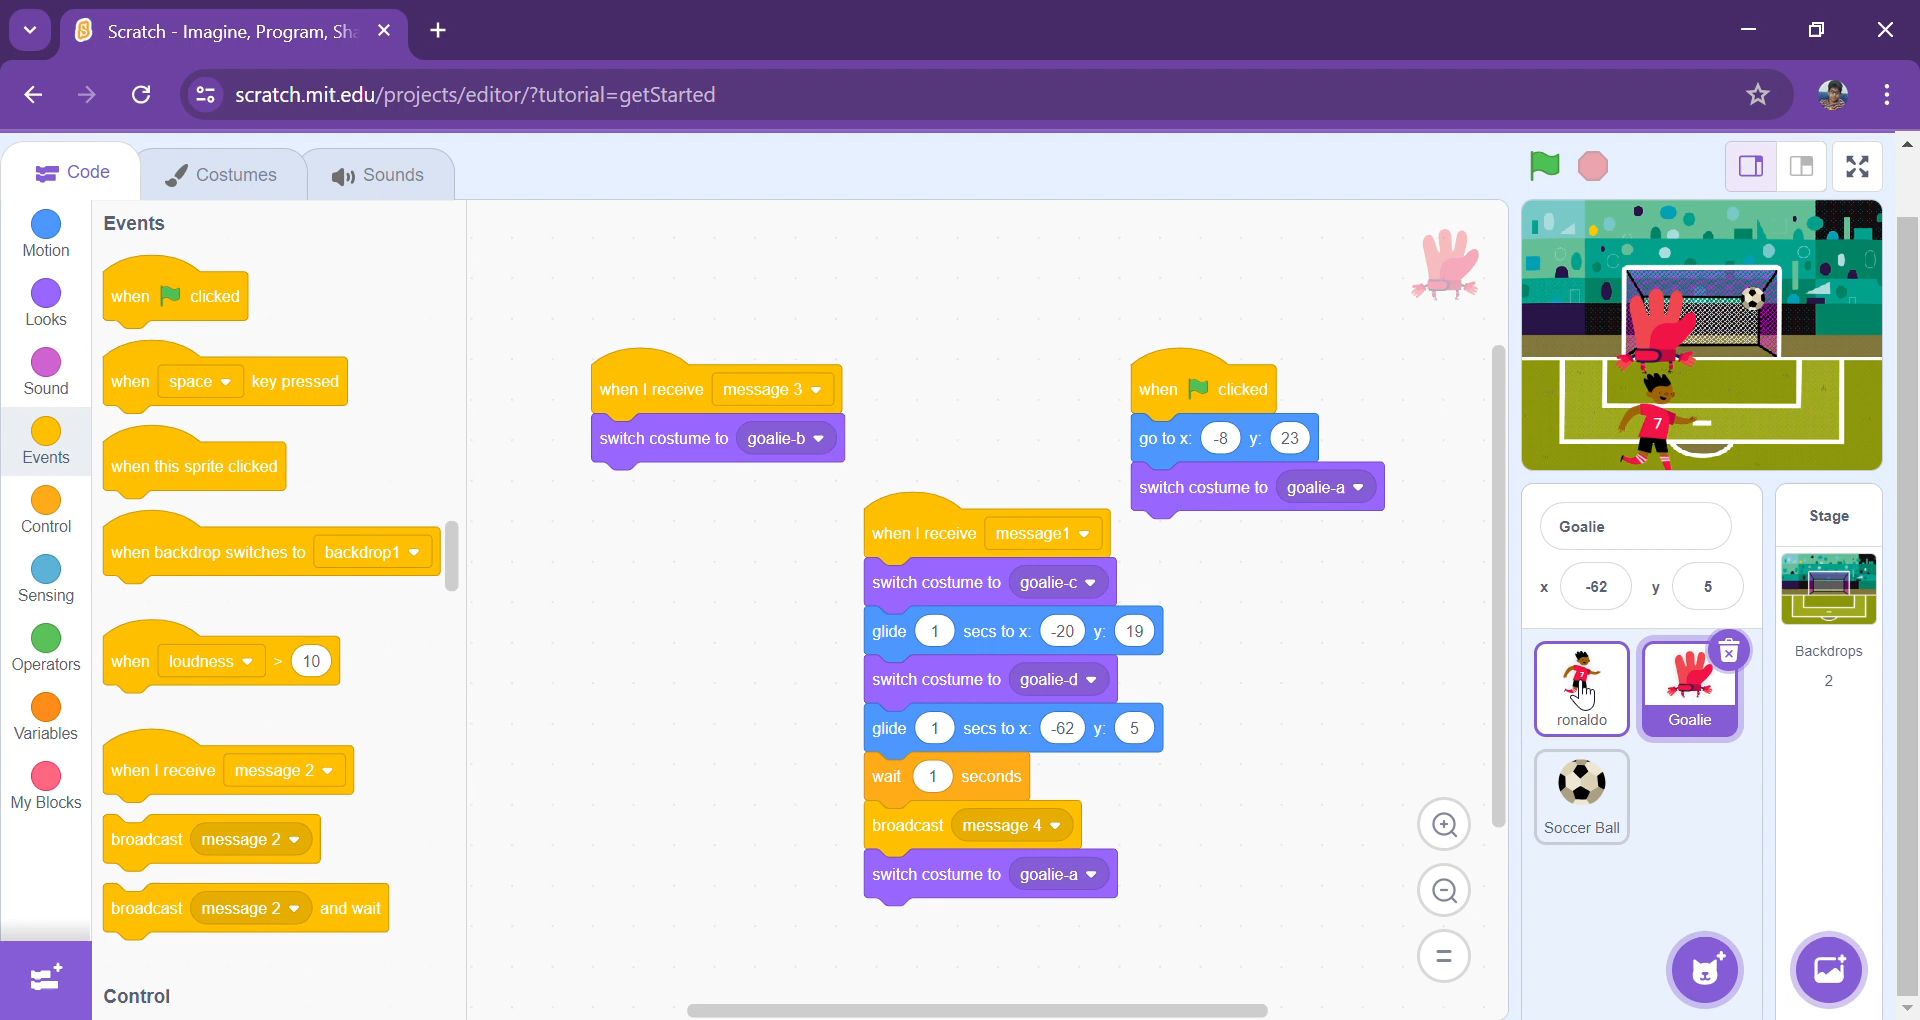 Scratch - Imagine, Program, Sha
scratch.mit.edu/projects/editor/?tutorial=getStarted
Code
Costumes
Sounds
Motion
Looks
Sound
Events
Control
Sensing
Operators
Variables
My Blocks
Events
when clicked
when space key pressed
when this sprite clicked
when backdrop switches to backdrop1
when loudness > 10
when I receive message 2
broadcast message 2
broadcast message 2 and wait
Control
when I receive message 3
switch costume to goalie-b
when clicked
go to x: -8 y: 23
switch costume to goalie-a
when I receive message1
switch costume to goalie-c
glide 1 secs to x: -20 y: 19
switch costume to goalie-d
glide 1 secs to x: -62 y: 5
wait 1 seconds
broadcast message 4
switch costume to goalie-a
7
Goalie
x -62 y 5
ronaldo
Goalie
Soccer Ball
Stage
Backdrops
2